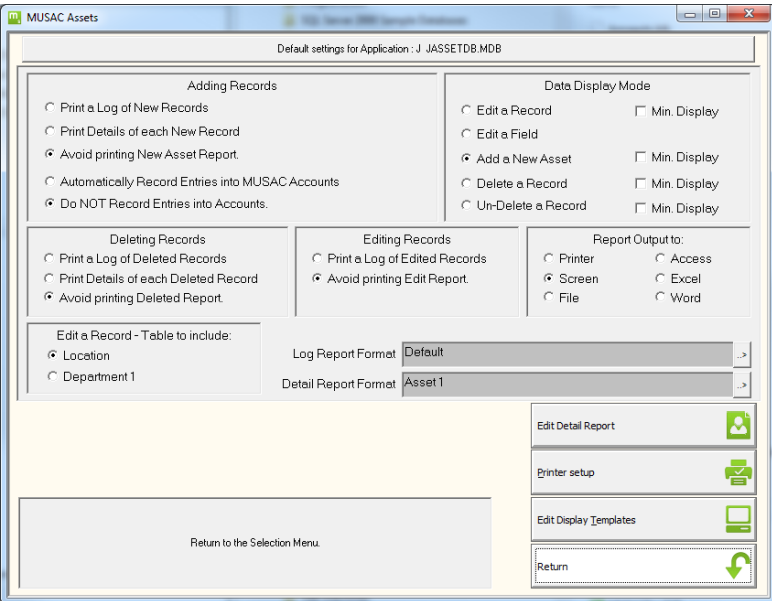 MUSAC Assets
Default settings for Application : J JASSETDB.MDB
Adding Records
Print a Log of New Records
Print Details of each New Record
Avoid printing New Asset Report.
Automatically Record Entries into MUSAC Accounts
Do NOT Record Entries into Accounts.
Data Display Mode
Edit a Record Min. Display
Edit a Field
Add a New Asset Min. Display
Delete a Record Min. Display
Un-Delete a Record Min. Display
Deleting Records
Print a Log of Deleted Records
Print Details of each Deleted Record
Avoid printing Deleted Report.
Editing Records
Print a Log of Edited Records
Avoid printing Edit Report.
Report Output to:
Printer Access
Screen Excel
File Word
Edit a Record - Table to include:
Location
Department 1
Log Report Format Default ..>
Detail Report Format Asset 1 ..>
Edit Detail Report
Printer setup
Edit Display Templates
Return
Return to the Selection Menu.